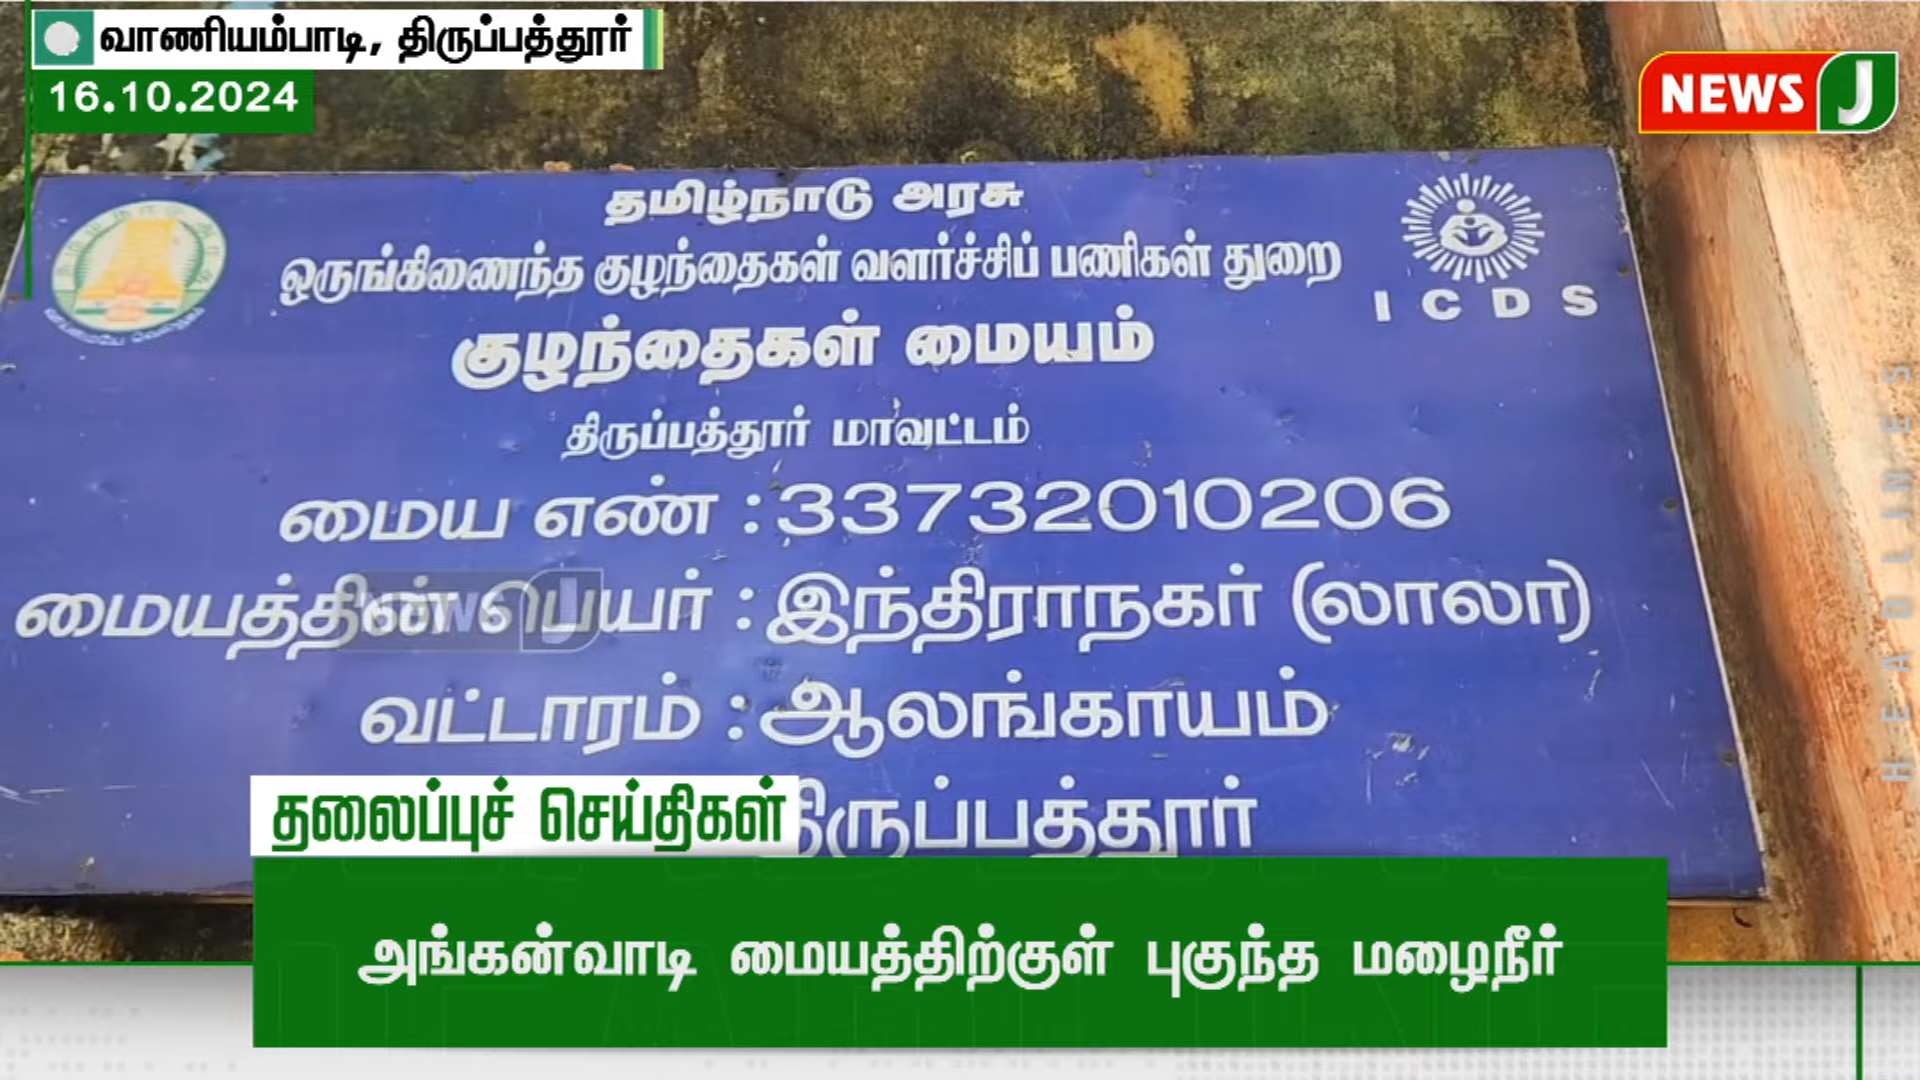 வாணியம்பாடி, திருப்பத்தூர்
16.10.2024
NEWS J
தமிழ்நாடு அரசு
ஒருங்கிணைந்த குழந்தைகள் வளர்ச்சிப் பணிகள் துறை
I C D S
குழந்தைகள் மையம்
திருப்பத்தூர் மாவட்டம்
மைய எண் : 33732010206
மையத்தின் பெயர் : இந்திராநகர் (லாலா)
வட்டாரம் : ஆலங்காயம்
திருப்பத்தூர்
HEADLINES
தலைப்புச் செய்திகள்
அங்கன்வாடி மையத்திற்குள் புகுந்த மழைநீர்